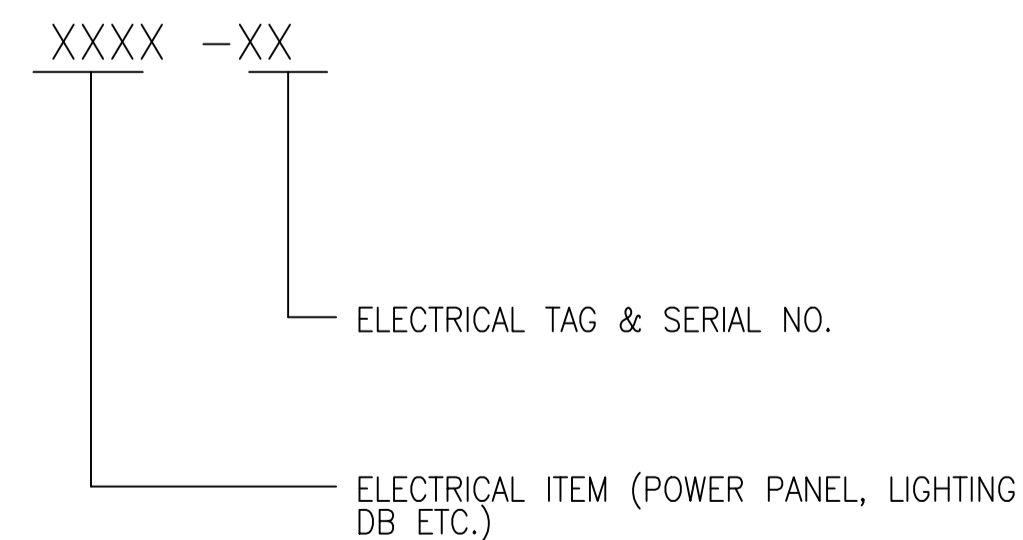 XXXX -XX
ELECTRICAL TAG & SERIAL NO.
ELECTRICAL ITEM (POWER PANEL, LIGHTING
DB ETC.)